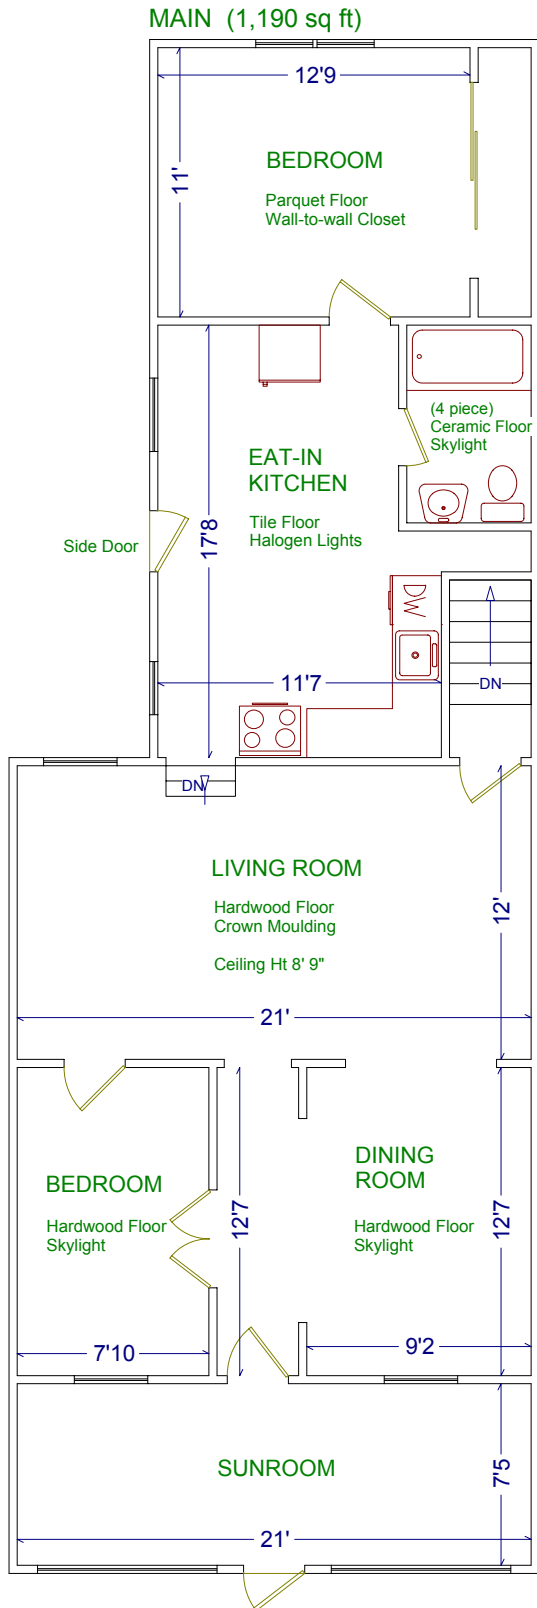 MAIN (1,190 sq ft)
12'9
11'
BEDROOM
Parquet Floor
Wall-to-wall Closet
(4 piece)
Ceramic Floor
Skylight
EAT-IN
KITCHEN
Tile Floor
Halogen Lights
17'8
Side Door
DW
11'7
DN
DN
LIVING ROOM
Hardwood Floor
Crown Moulding
Ceiling Ht 8' 9"
12'
21'
BEDROOM
Hardwood Floor
Skylight
12'7
DINING
ROOM
Hardwood Floor
Skylight
12'7
7'10
9'2
SUNROOM
7'5
21'